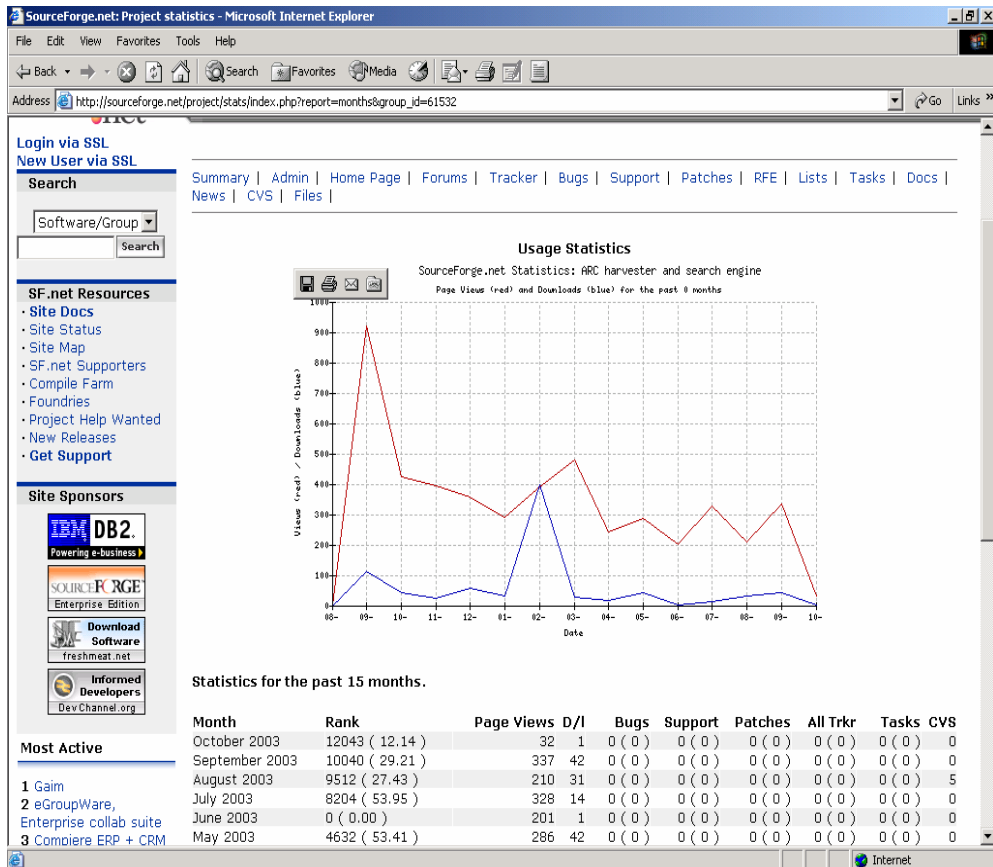 SourceForge.net: Project statistics - Microsoft Internet Explorer
File Edit View Favorites Tools Help
Back Search Favorites Media
Address http://sourceforge.net/project/stats/index.php?report=months&group_id=61532 Go Links »
.net
Login via SSL
New User via SSL
Search
Software/Group
Search
SF.net Resources
· Site Docs
· Site Status
· Site Map
· SF.net Supporters
· Compile Farm
· Foundries
· Project Help Wanted
· New Releases
· Get Support
Site Sponsors
IBM DB2.
Powering e-business
SOURCEFORGE
Enterprise Edition
Download
Software
freshmeat.net
Informed
Developers
DevChannel.org
Most Active
1 Gaim
2 eGroupWare,
Enterprise collab suite
3 Compiere ERP + CRM
Summary | Admin | Home Page | Forums | Tracker | Bugs | Support | Patches | RFE | Lists | Tasks | Docs |
News | CVS | Files |
Usage Statistics
SourceForge.net Statistics: ARC harvester and search engine
Page Views (red) and Downloads (blue) for the past 0 months
Views (red) / Downloads (blue)
1000
900
800
700
600
500
400
300
200
100
0
08- 09- 10- 11- 12- 01- 02- 03- 04- 05- 06- 07- 08- 09- 10-
Date
Statistics for the past 15 months.
Month Rank Page Views D/l Bugs Support Patches All Trkr Tasks CVS
October 2003 12043 ( 12.14 ) 32 1 0 ( 0 ) 0 ( 0 ) 0 ( 0 ) 0 ( 0 ) 0 ( 0 ) 0
September 2003 10040 ( 29.21 ) 337 42 0 ( 0 ) 0 ( 0 ) 0 ( 0 ) 0 ( 0 ) 0 ( 0 ) 0
August 2003 9512 ( 27.43 ) 210 31 0 ( 0 ) 0 ( 0 ) 0 ( 0 ) 0 ( 0 ) 0 ( 0 ) 5
July 2003 8204 ( 53.95 ) 328 14 0 ( 0 ) 0 ( 0 ) 0 ( 0 ) 0 ( 0 ) 0 ( 0 ) 0
June 2003 0 ( 0.00 ) 201 1 0 ( 0 ) 0 ( 0 ) 0 ( 0 ) 0 ( 0 ) 0 ( 0 ) 0
May 2003 4632 ( 53.41 ) 286 42 0 ( 0 ) 0 ( 0 ) 0 ( 0 ) 0 ( 0 ) 0 ( 0 ) 0
Internet